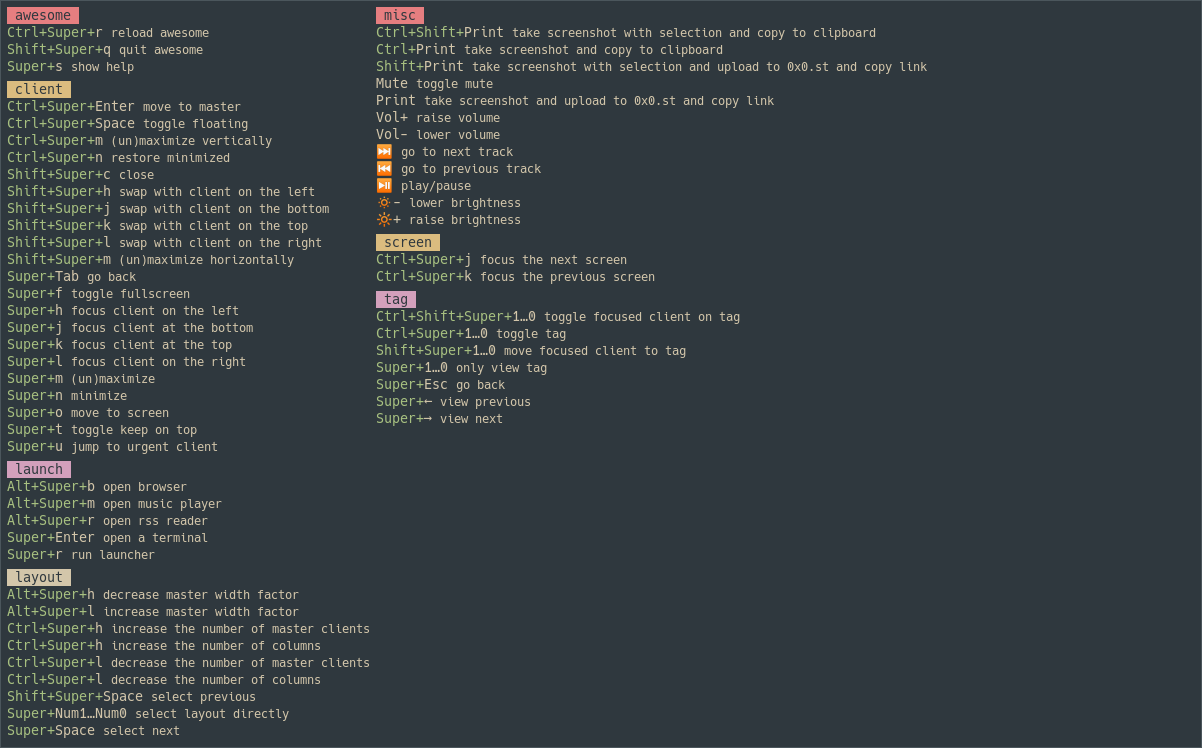 awesome
Ctrl+Super+r reload awesome
Shift+Super+q quit awesome
Super+s show help
client
Ctrl+Super+Enter move to master
Ctrl+Super+Space toggle floating
Ctrl+Super+m (un)maximize vertically
Ctrl+Super+n restore minimized
Shift+Super+c close
Shift+Super+h swap with client on the left
Shift+Super+j swap with client on the bottom
Shift+Super+k swap with client on the top
Shift+Super+l swap with client on the right
Shift+Super+m (un)maximize horizontally
Super+Tab go back
Super+f toggle fullscreen
Super+h focus client on the left
Super+j focus client at the bottom
Super+k focus client at the top
Super+l focus client on the right
Super+m (un)maximize
Super+n minimize
Super+o move to screen
Super+t toggle keep on top
Super+u jump to urgent client
launch
Alt+Super+b open browser
Alt+Super+m open music player
Alt+Super+r open rss reader
Super+Enter open a terminal
Super+r run launcher
layout
Alt+Super+h decrease master width factor
Alt+Super+l increase master width factor
Ctrl+Super+h increase the number of master clients
Ctrl+Super+h increase the number of columns
Ctrl+Super+l decrease the number of master clients
Ctrl+Super+l decrease the number of columns
Shift+Super+Space select previous
Super+Num1…Num0 select layout directly
Super+Space select next
misc
Ctrl+Shift+Print take screenshot with selection and copy to clipboard
Ctrl+Print take screenshot and copy to clipboard
Shift+Print take screenshot with selection and upload to 0x0.st and copy link
Mute toggle mute
Print take screenshot and upload to 0x0.st and copy link
Vol+ raise volume
Vol- lower volume
⏭ go to next track
⏮ go to previous track
⏯ play/pause
🔅- lower brightness
🔆+ raise brightness
screen
Ctrl+Super+j focus the next screen
Ctrl+Super+k focus the previous screen
tag
Ctrl+Shift+Super+1…0 toggle focused client on tag
Ctrl+Super+1…0 toggle tag
Shift+Super+1…0 move focused client to tag
Super+1…0 only view tag
Super+Esc go back
Super+← view previous
Super+→ view next